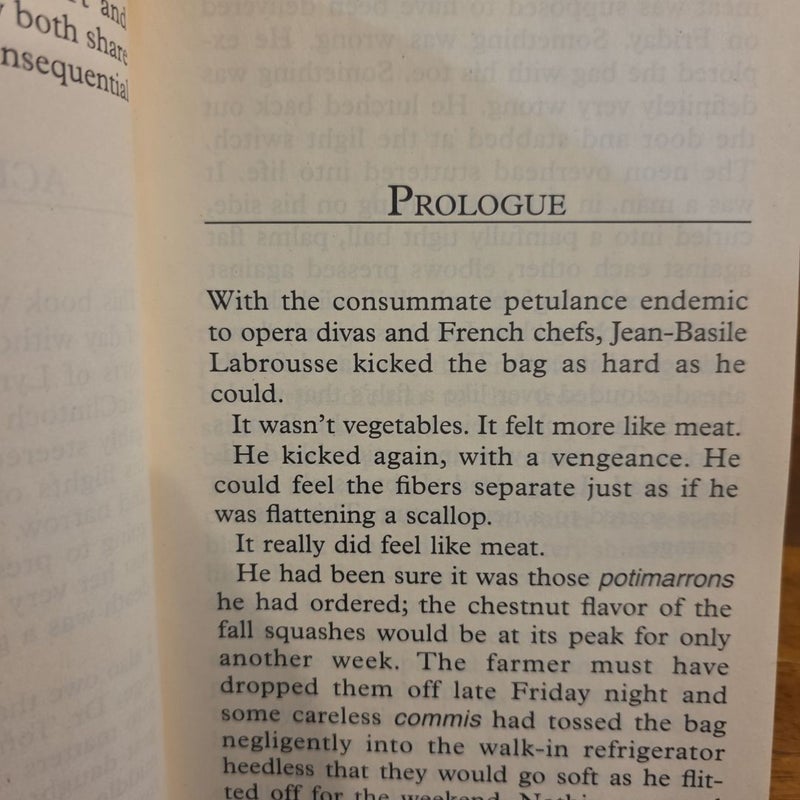 and
both share
nsequential
PROLOGUE
With the consummate petulance endemic
to opera divas and French chefs, Jean-Basile
Labrousse kicked the bag as hard as he
could.
It wasn't vegetables. It felt more like meat.
He kicked again, with a vengeance. He
could feel the fibers separate just as if he
was flattening a scallop.
It really did feel like meat.
He had been sure it was those potimarrons
he had ordered; the chestnut flavor of the
fall squashes would be at its peak for only
another week. The farmer must have
dropped them off late Friday night and
some careless commis had tossed the bag
negligently into the walk-in refrigerator
heedless that they would go soft as he flit-
ted off for the weekend.